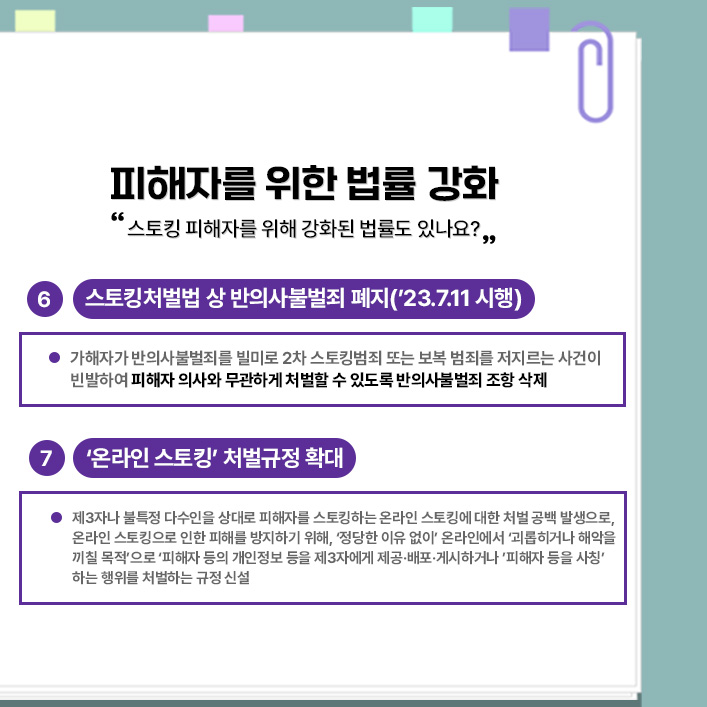 피해자를 위한 법률 강화
“ 스토킹 피해자를 위해 강화된 법률도 있나요? ”
6 스토킹처벌법 상 반의사불벌죄 폐지(’23.7.11 시행)
● 가해자가 반의사불벌죄를 빌미로 2차 스토킹범죄 또는 보복 범죄를 저지르는 사건이
빈발하여 피해자 의사와 무관하게 처벌할 수 있도록 반의사불벌죄 조항 삭제
7 ‘온라인 스토킹’ 처벌규정 확대
● 제3자나 불특정 다수인을 상대로 피해자를 스토킹하는 온라인 스토킹에 대한 처벌 공백 발생으로,
온라인 스토킹으로 인한 피해를 방지하기 위해, ‘정당한 이유 없이’ 온라인에서 ‘괴롭히거나 해악을
끼칠 목적’으로 ‘피해자 등의 개인정보 등을 제3자에게 제공·배포·게시하거나 ’피해자 등을 사칭’
하는 행위를 처벌하는 규정 신설